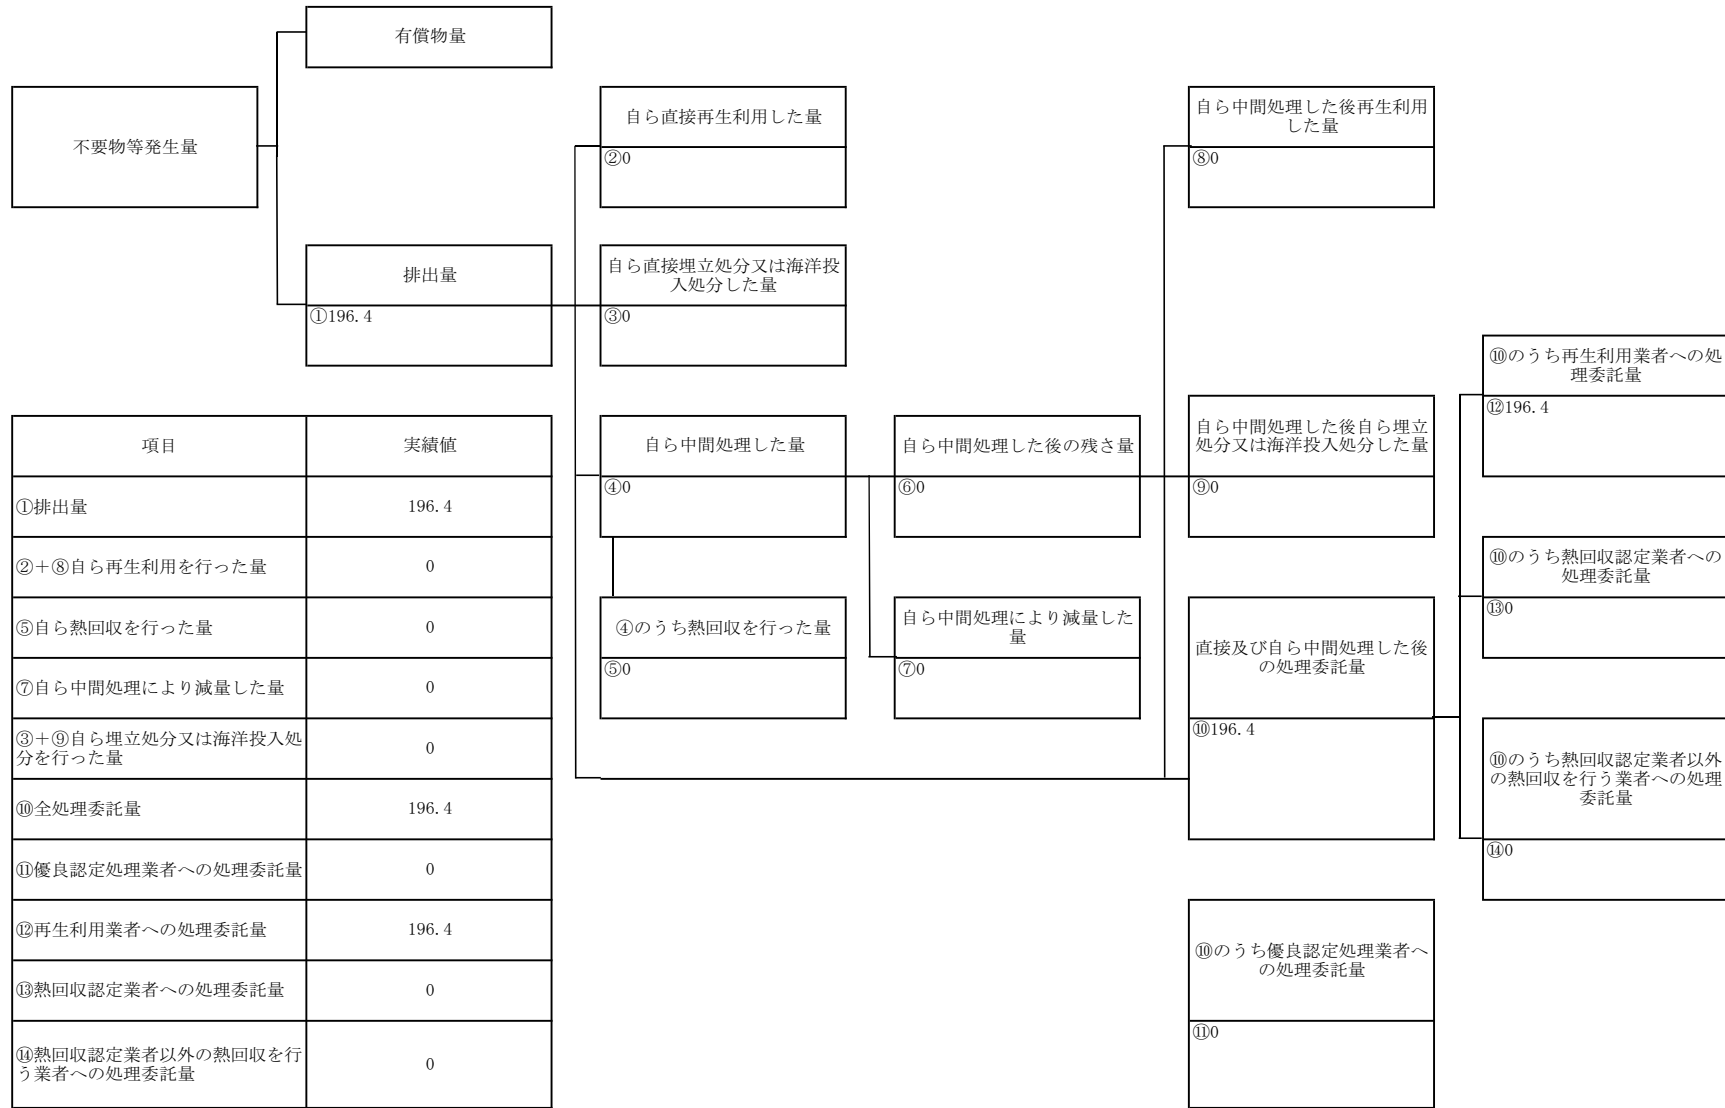 有償物量
不要物等発生量
自ら直接再生利用した量
②0
自ら中間処理した後再生利用
した量
⑧0
排出量
①196.4
自ら直接埋立処分又は海洋投
入処分した量
③0
⑩のうち再生利用業者への処
理委託量
⑫196.4
自ら中間処理した量
④0
自ら中間処理した後の残さ量
⑥0
自ら中間処理した後自ら埋立
処分又は海洋投入処分した量
⑨0
⑩のうち熱回収認定業者への
処理委託量
⑬0
④のうち熱回収を行った量
⑤0
自ら中間処理により減量した
量
⑦0
直接及び自ら中間処理した後
の処理委託量
⑩196.4
⑩のうち熱回収認定業者以外
の熱回収を行う業者への処理
委託量
⑭0
⑩のうち優良認定処理業者へ
の処理委託量
⑪0
項目 実績値
①排出量 196.4
②+⑧自ら再生利用を行った量 0
⑤自ら熱回収を行った量 0
⑦自ら中間処理により減量した量 0
③+⑨自ら埋立処分又は海洋投入処
分を行った量 0
⑩全処理委託量 196.4
⑪優良認定処理業者への処理委託量 0
⑫再生利用業者への処理委託量 196.4
⑬熱回収認定業者への処理委託量 0
⑭熱回収認定業者以外の熱回収を行
う業者への処理委託量 0